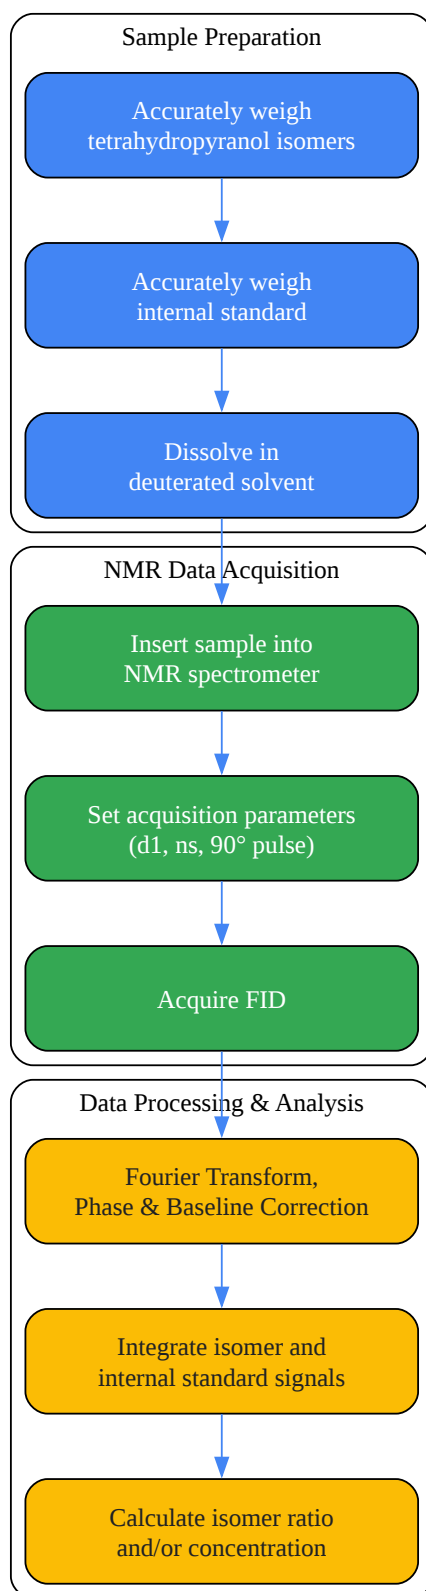 Sample Preparation
Accurately weigh
tetrahydropyranol isomers
Accurately weigh
internal standard
Dissolve in
deuterated solvent
NMR Data Acquisition
Insert sample into
NMR spectrometer
Set acquisition parameters
(d1, ns, 90° pulse)
Acquire FID
Data Processing & Analysis
Fourier Transform,
Phase & Baseline Correction
Integrate isomer and
internal standard signals
Calculate isomer ratio
and/or concentration